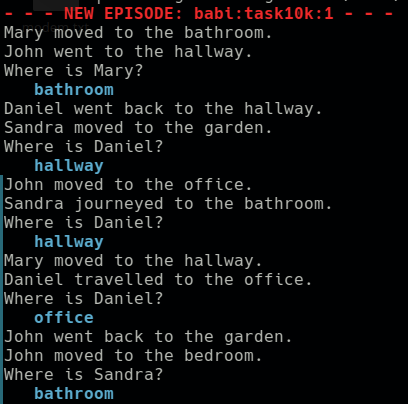 - - - NEW EPISODE: babi:task10k:1 - - -
Mary moved to the bathroom.
John went to the hallway.
Where is Mary?
bathroom
Daniel went back to the hallway.
Sandra moved to the garden.
Where is Daniel?
hallway
John moved to the office.
Sandra journeyed to the bathroom.
Where is Daniel?
hallway
Mary moved to the hallway.
Daniel travelled to the office.
Where is Daniel?
office
John went back to the garden.
John moved to the bedroom.
Where is Sandra?
bathroom